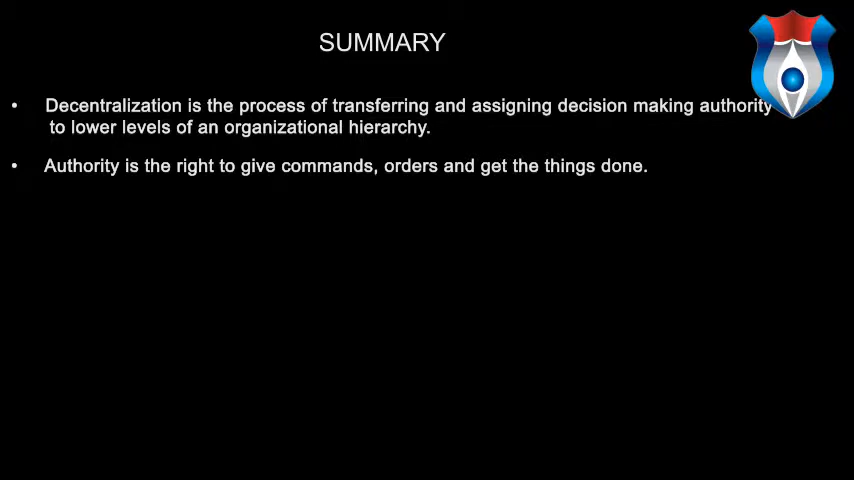 SUMMARY
• Decentralization is the process of transferring and assigning decision making authority
to lower levels of an organizational hierarchy.
• Authority is the right to give commands, orders and get the things done.